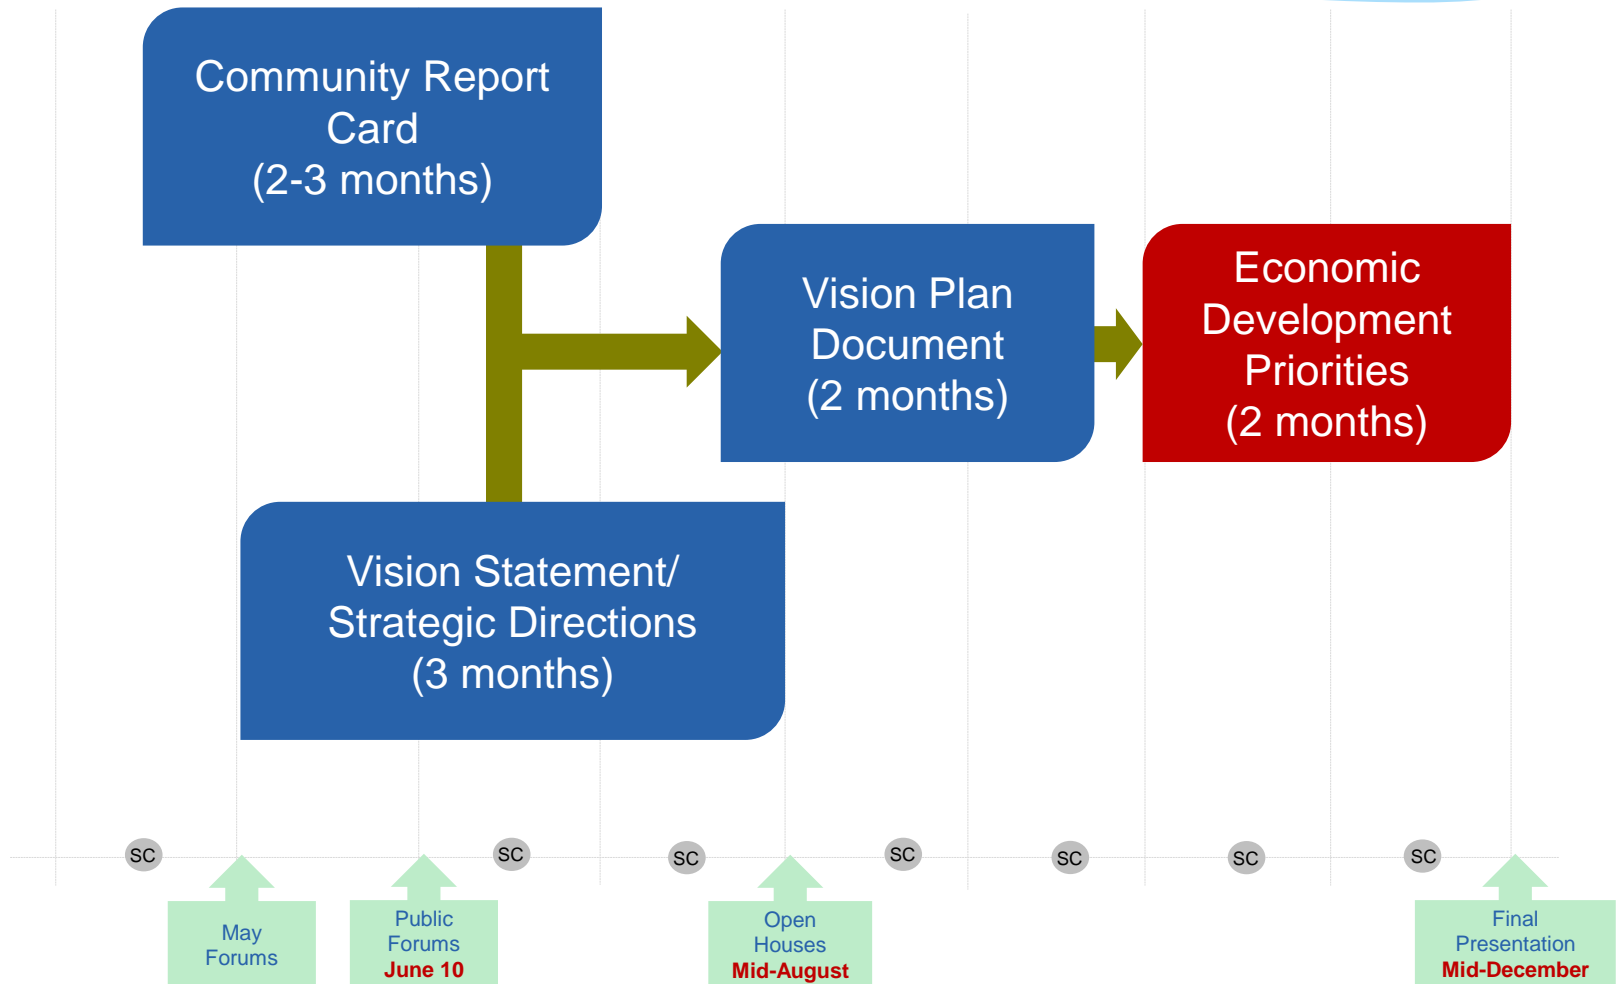 Community Report
Card
(2-3 months)
Vision Plan
Document
(2 months)
Economic
Development
Priorities
(2 months)
Vision Statement/
Strategic Directions
(3 months)
SC
SC
SC
SC
SC
SC
SC
May
Forums
Public
Forums
June 10
Open
Houses
Mid-August
Final
Presentation
Mid-December